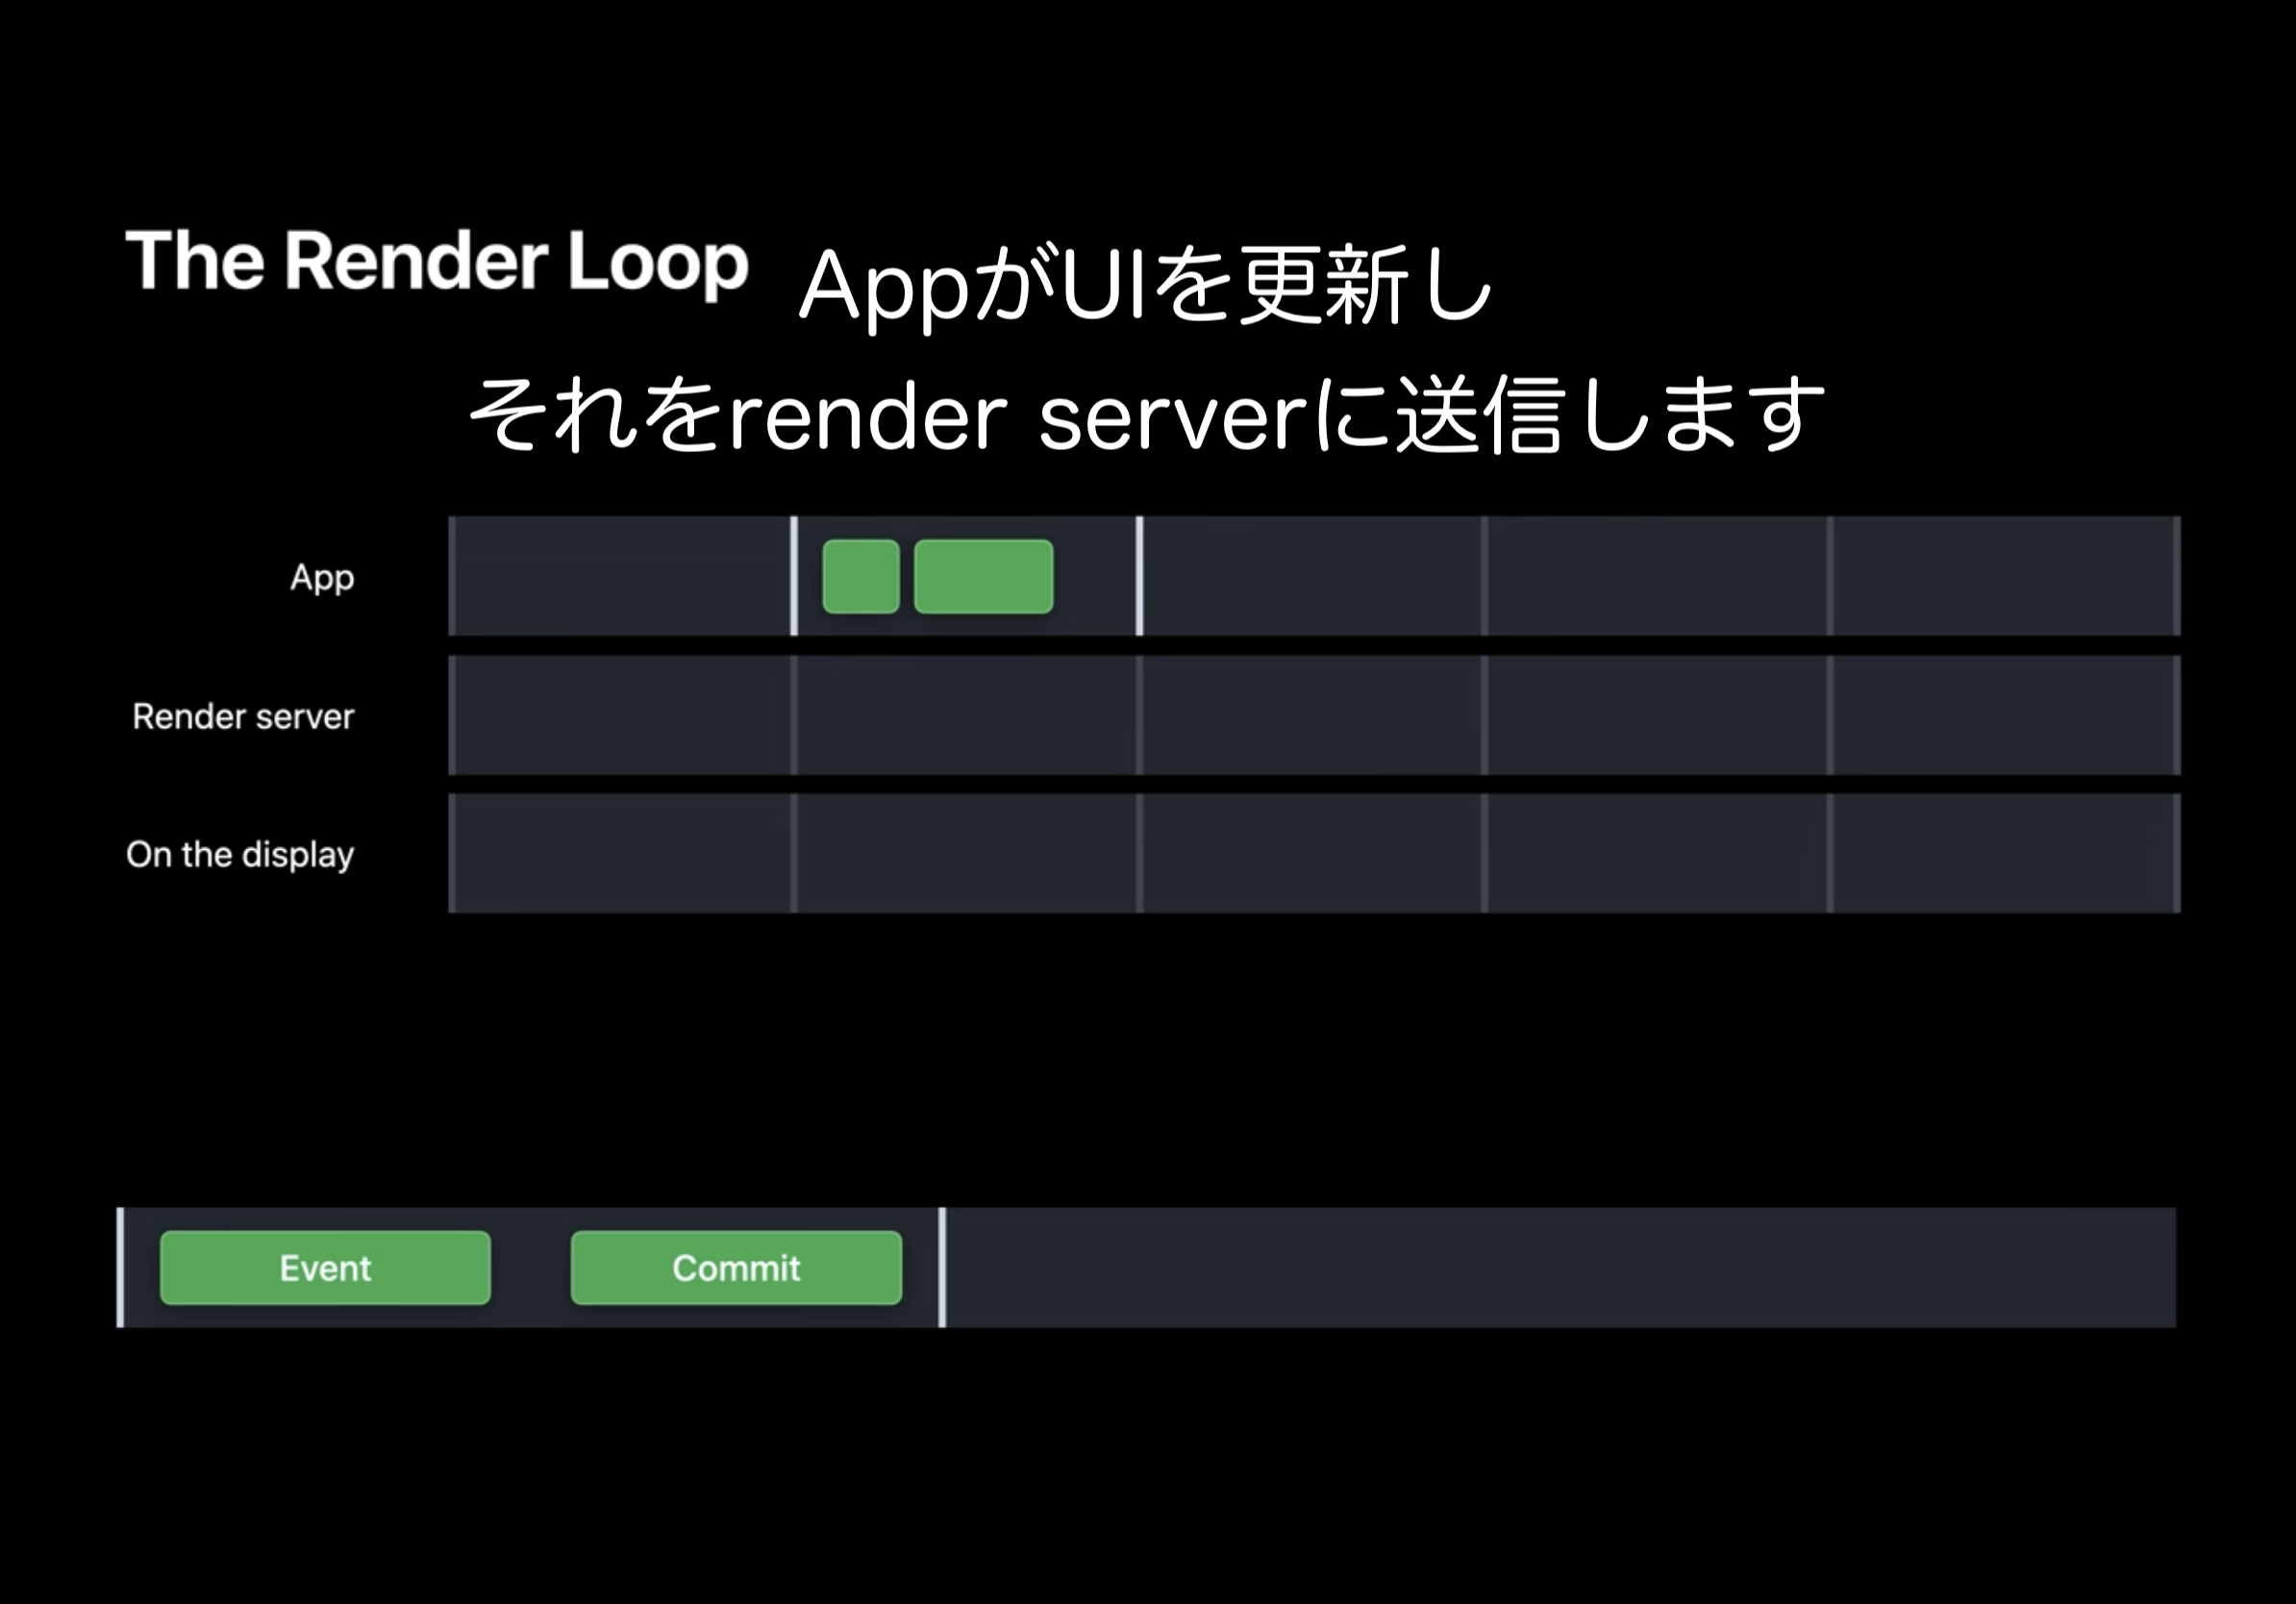 The Render Loop AppがUIを更新し
それをrender serverに送信します
App
Render server
On the display
Event Commit